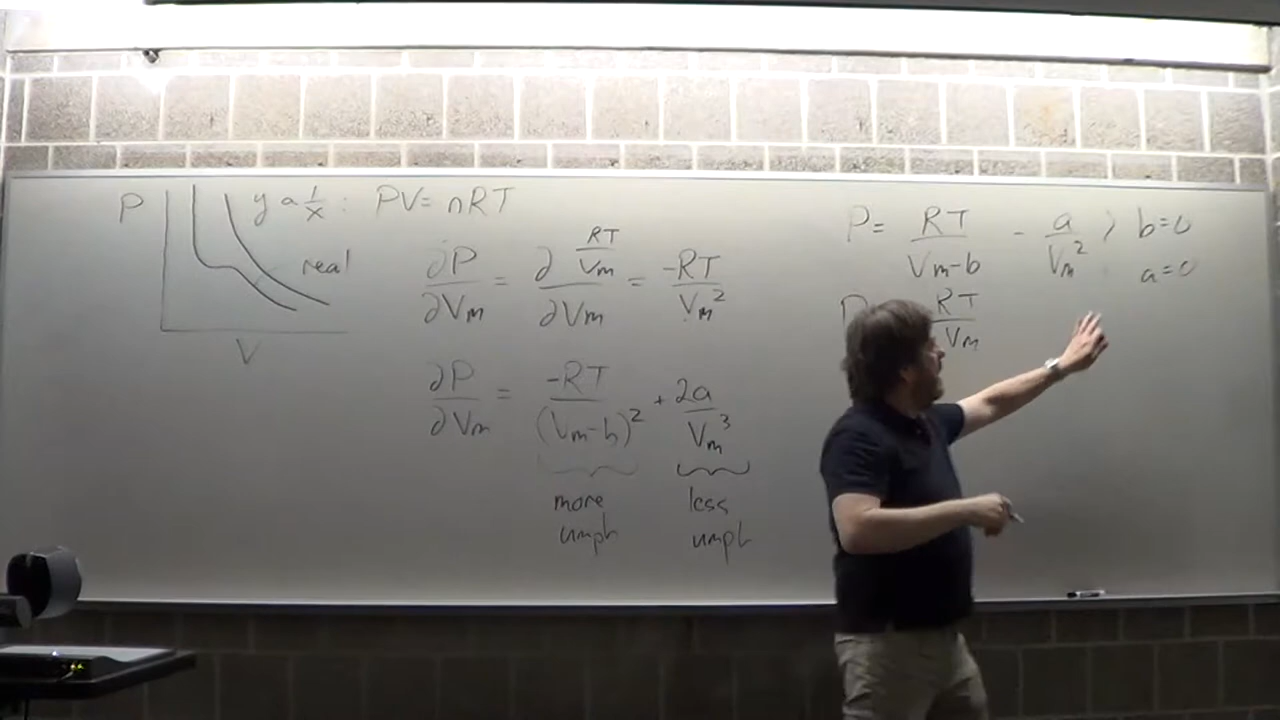 P
y α 1/x : PV = nRT
real
V
∂P/∂Vm = ∂ (RT/Vm)/∂Vm = -RT/Vm²
∂P/∂Vm = -RT/(Vm-b)² + 2a/Vm³
more umph
less umph
P = RT/(Vm-b) - a/Vm² ; b=0
a=0
P RT/Vm